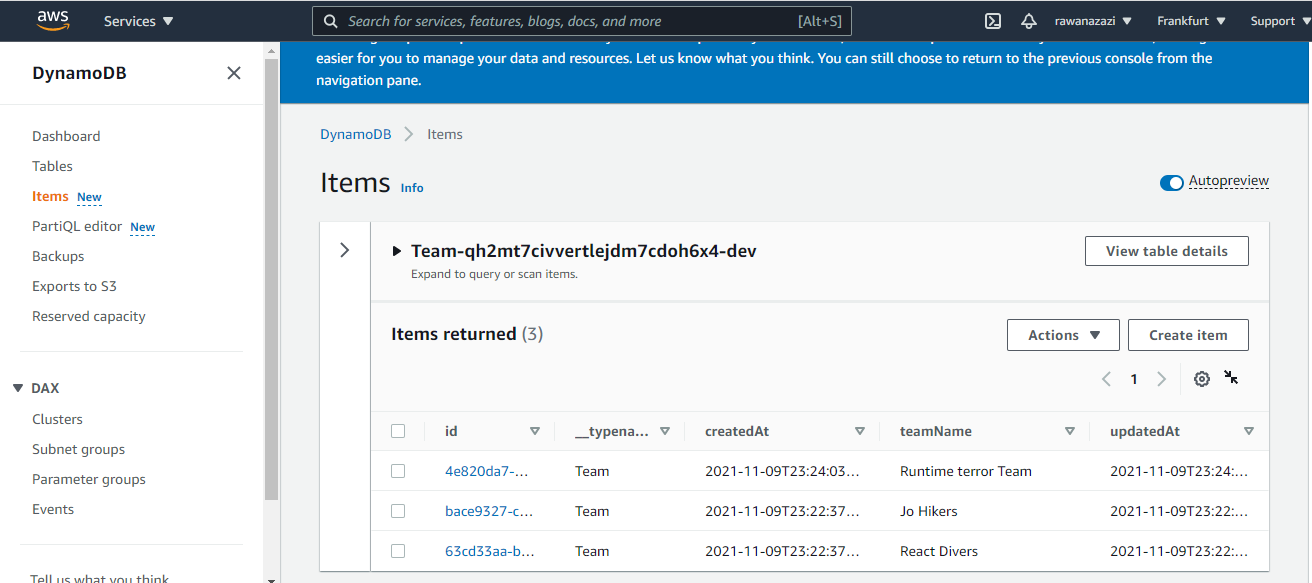 aws Services Search for services, features, blogs, docs, and more [Alt+S] rawanazazi Frankfurt Support
easier for you to manage your data and resources. Let us know what you think. You can still choose to return to the previous console from the
navigation pane.
DynamoDB
Dashboard
Tables
Items New
PartiQL editor New
Backups
Exports to S3
Reserved capacity
DAX
Clusters
Subnet groups
Parameter groups
Events
Tell us what you think
DynamoDB > Items
Items Info
Autopreview
Team-qh2mt7civvertlejdm7cdoh6x4-dev
View table details
Expand to query or scan items.
Items returned (3)
Actions
Create item
1
id __typena... createdAt teamName updatedAt
4e820da7-... Team 2021-11-09T23:24:03... Runtime terror Team 2021-11-09T23:24:...
bace9327-c... Team 2021-11-09T23:22:37... Jo Hikers 2021-11-09T23:22:...
63cd33aa-b... Team 2021-11-09T23:22:37... React Divers 2021-11-09T23:22:...